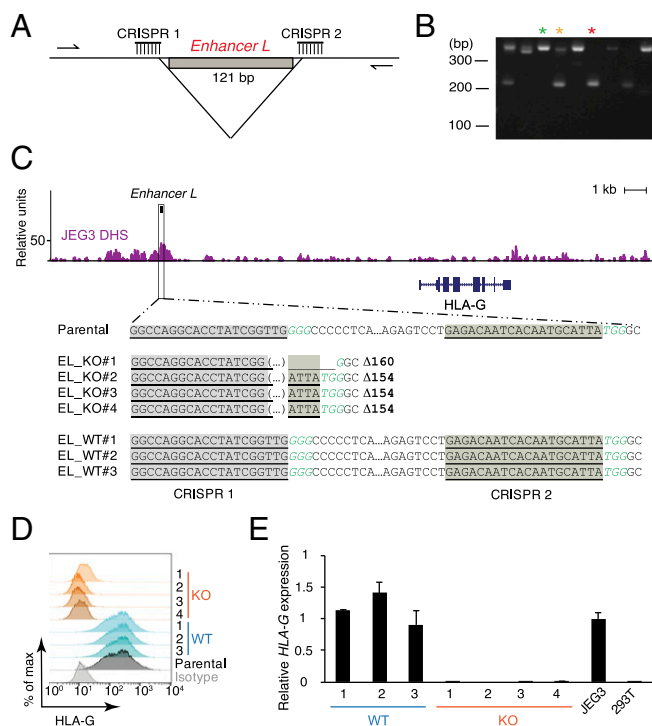 A
CRISPR 1
Enhancer L
CRISPR 2
121 bp
B
(bp)
* * *
300
200
100
C
Enhancer L
1 kb
Relative units
50
JEG3 DHS
HLA-G
Parental GGCCAGGCACCTATCGGTTGGGGCCCCCTCA...AGAGTCCTGAGACAATCACAATGCATTATGGGC
EL_KO#1 GGCCAGGCACCTATCGG(...) GGC Δ160
EL_KO#2 GGCCAGGCACCTATCGG(...) ATTATGGGC Δ154
EL_KO#3 GGCCAGGCACCTATCGG(...) ATTATGGGC Δ154
EL_KO#4 GGCCAGGCACCTATCGG(...) ATTATGGGC Δ154
EL_WT#1 GGCCAGGCACCTATCGGTTGGGGCCCCCTCA...AGAGTCCTGAGACAATCACAATGCATTATGGGC
EL_WT#2 GGCCAGGCACCTATCGGTTGGGGCCCCCTCA...AGAGTCCTGAGACAATCACAATGCATTATGGGC
EL_WT#3 GGCCAGGCACCTATCGGTTGGGGCCCCCTCA...AGAGTCCTGAGACAATCACAATGCATTATGGGC
CRISPR 1
CRISPR 2
D
1
2
3
4
KO
1
2
3
WT
Parental
Isotype
% of max
10⁰ 10¹ 10² 10³ 10⁴
HLA-G
E
Relative HLA-G expression
1
1.5
1
0.5
0
1 2 3 1 2 3 4 JEG3 293T
WT KO